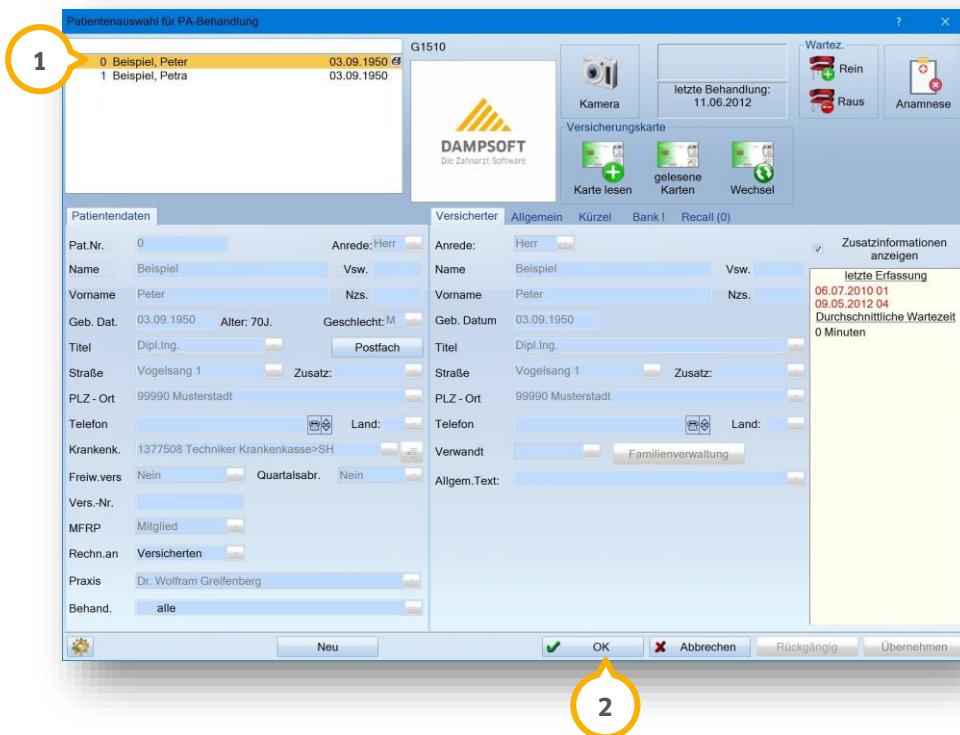 Patientenauswahl für PA-Behandlung ? ×
1
0 Beispiel, Peter 03.09.1950
1 Beispiel, Petra 03.09.1950
G1510
DAMPSOFT
Die Zahnarzt-Software
Kamera
letzte Behandlung:
11.06.2012
Wartez.
Rein
Raus
Anamnese
Versicherungskarte
Karte lesen
gelesene
Karten
Wechsel
Patientendaten
Pat.Nr. 0 Anrede: Herr
Name Beispiel Vsw.
Vorname Peter Nzs.
Geb. Dat. 03.09.1950 Alter: 70J. Geschlecht: M
Titel Dipl.Ing. Postfach
Straße Vogelsang 1 Zusatz:
PLZ - Ort 99990 Musterstadt
Telefon Land:
Krankenk. 1377508 Techniker Krankenkasse>SH
Freiw.vers Nein Quartalsabr. Nein
Vers.-Nr.
MFRP Mitglied
Rechn.an Versicherten
Praxis Dr. Wolfram Greifenberg
Behand. alle
Versicherter Allgemein Kürzel Bank ! Recall (0)
Anrede: Herr
Name Beispiel Vsw.
Vorname Peter Nzs.
Geb. Datum 03.09.1950
Titel Dipl.Ing.
Straße Vogelsang 1 Zusatz:
PLZ - Ort 99990 Musterstadt
Telefon Land:
Verwandt Familienverwaltung
Allgem.Text:
Zusatzinformationen
anzeigen
letzte Erfassung
06.07.2010 01
09.05.2012 04
Durchschnittliche Wartezeit
0 Minuten
Neu OK Abbrechen Rückgängig Übernehmen
2